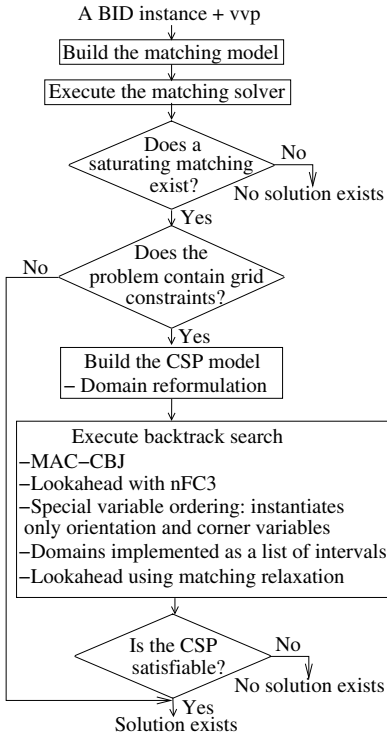 A BID instance + vvp
Build the matching model
Execute the matching solver
Does a
saturating matching
exist?
No
No solution exists
Yes
Does the
problem contain grid
constraints?
No
Yes
Build the CSP model
− Domain reformulation
Execute backtrack search
−MAC−CBJ
−Lookahead with nFC3
−Special variable ordering: instantiates
only orientation and corner variables
−Domains implemented as a list of intervals
−Lookahead using matching relaxation
Is the CSP
satisfiable?
No
No solution exists
Yes
Solution exists